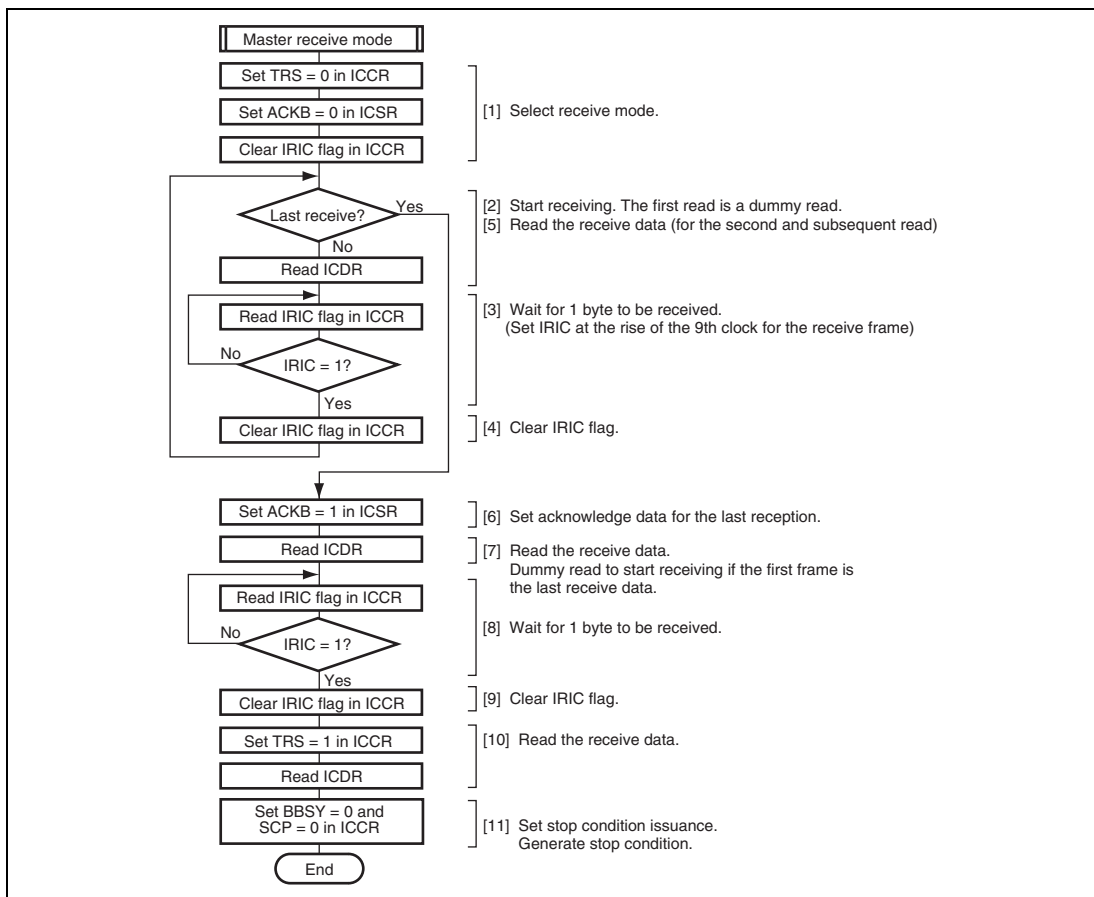 Master receive mode
Set TRS = 0 in ICCR
Set ACKB = 0 in ICSR
[1] Select receive mode.
Clear IRIC flag in ICCR
Last receive?
Yes
No
[2] Start receiving. The first read is a dummy read.
[5] Read the receive data (for the second and subsequent read)
Read ICDR
Read IRIC flag in ICCR
[3] Wait for 1 byte to be received.
(Set IRIC at the rise of the 9th clock for the receive frame)
No
IRIC = 1?
Yes
Clear IRIC flag in ICCR
[4] Clear IRIC flag.
Set ACKB = 1 in ICSR
[6] Set acknowledge data for the last reception.
Read ICDR
[7] Read the receive data.
Dummy read to start receiving if the first frame is
the last receive data.
Read IRIC flag in ICCR
[8] Wait for 1 byte to be received.
No
IRIC = 1?
Yes
Clear IRIC flag in ICCR
[9] Clear IRIC flag.
Set TRS = 1 in ICCR
[10] Read the receive data.
Read ICDR
Set BBSY = 0 and
SCP = 0 in ICCR
[11] Set stop condition issuance.
Generate stop condition.
End